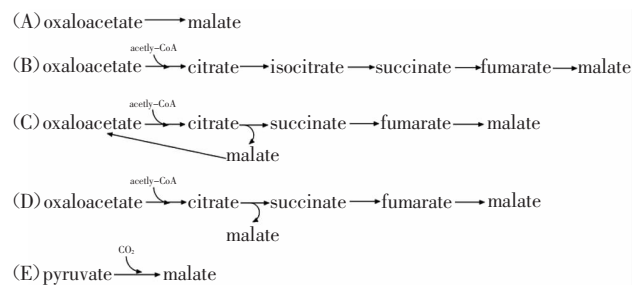 (A) oxaloacetate → malate
acetly-CoA
(B) oxaloacetate → citrate → isocitrate → succinate → fumarate → malate
acetly-CoA
(C) oxaloacetate → citrate → succinate → fumarate → malate
malate
acetly-CoA
(D) oxaloacetate → citrate → succinate → fumarate → malate
malate
CO₂
(E) pyruvate → malate